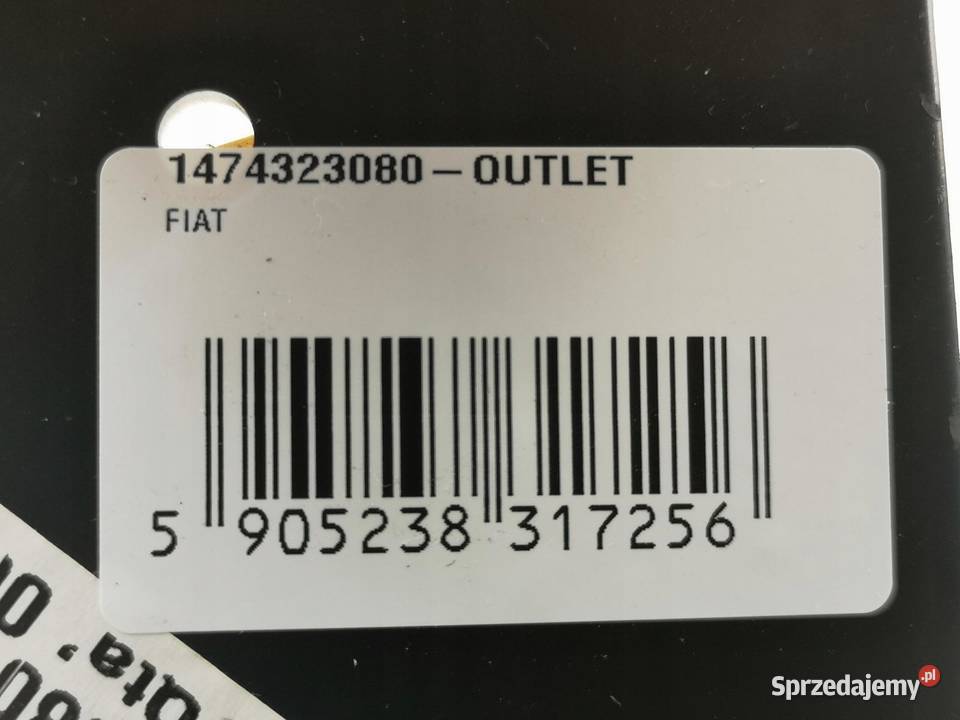 1474323080–OUTLET
FIAT
5 905238 317256
Sprzedajemy.pl